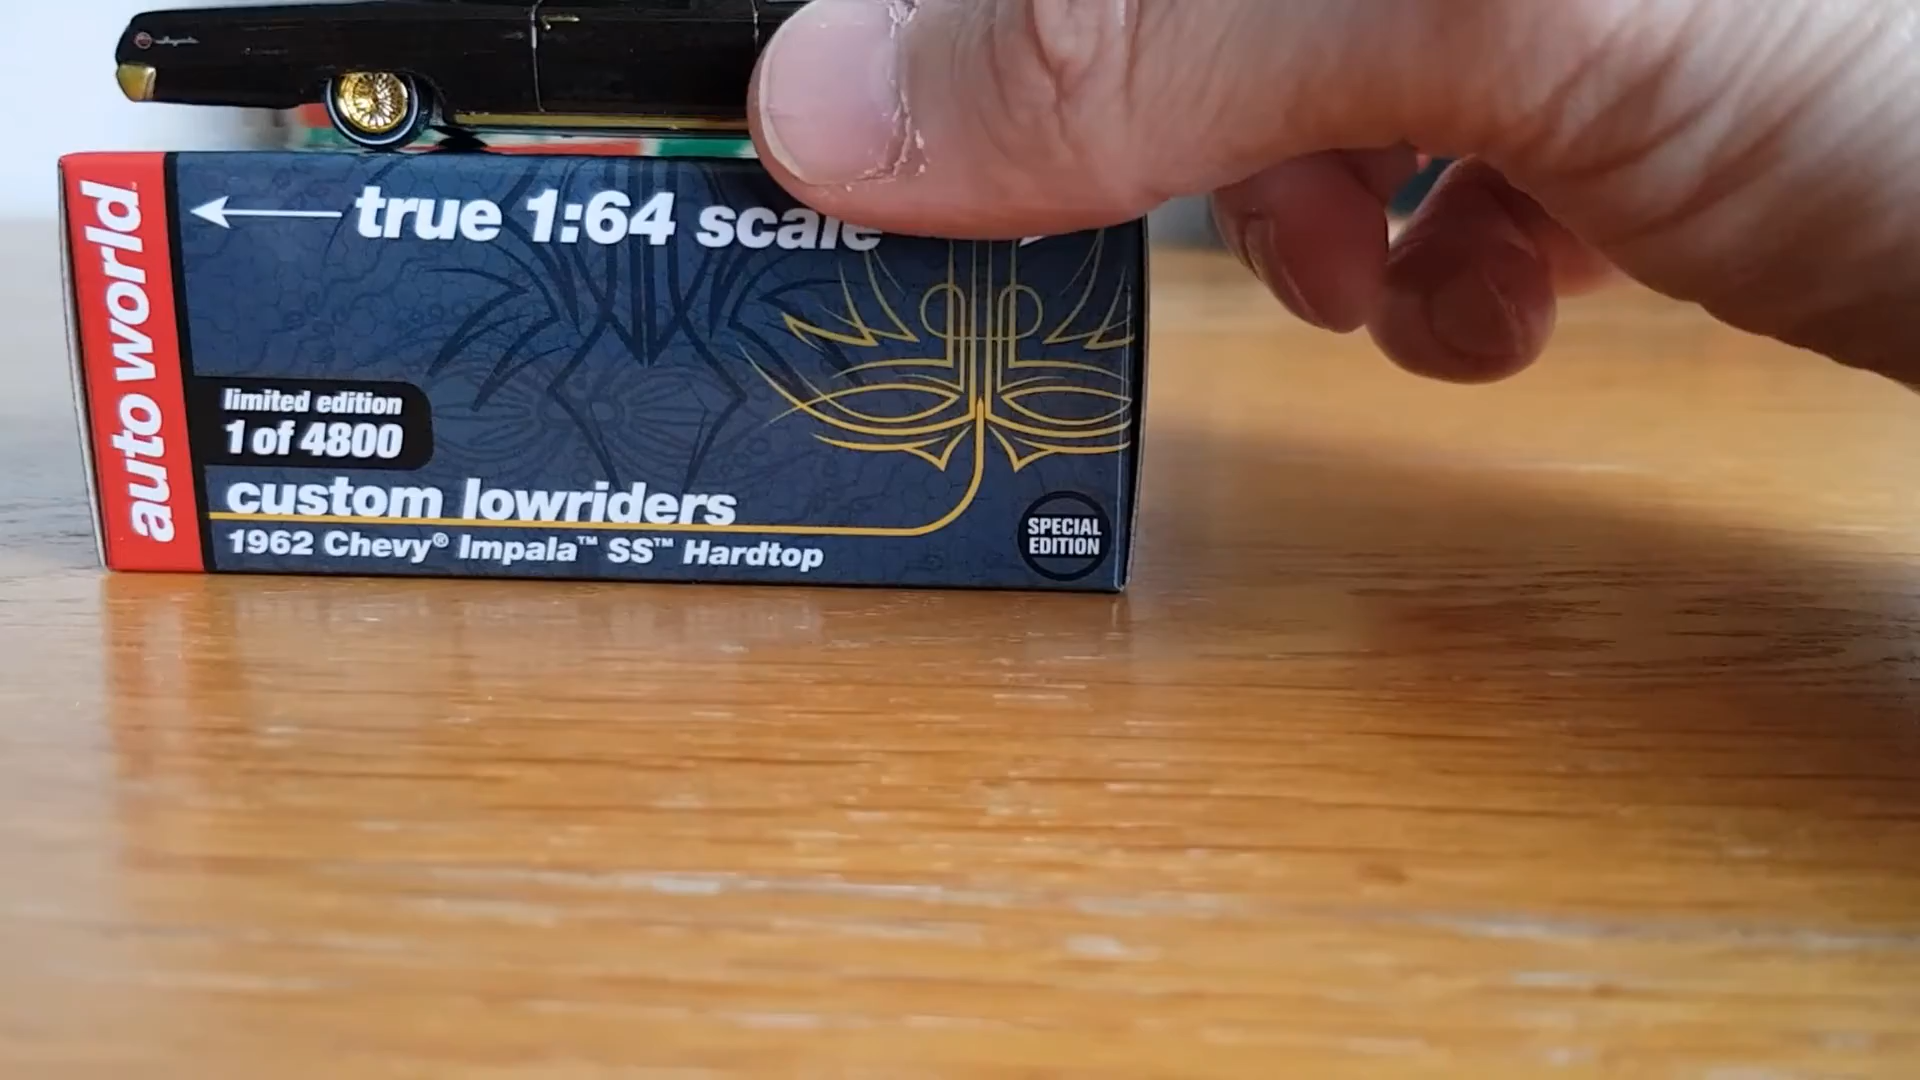 true 1:64 scale
auto world
limited edition
1 of 4800
custom lowriders
1962 Chevy® Impala™ SS™ Hardtop
SPECIAL
EDITION